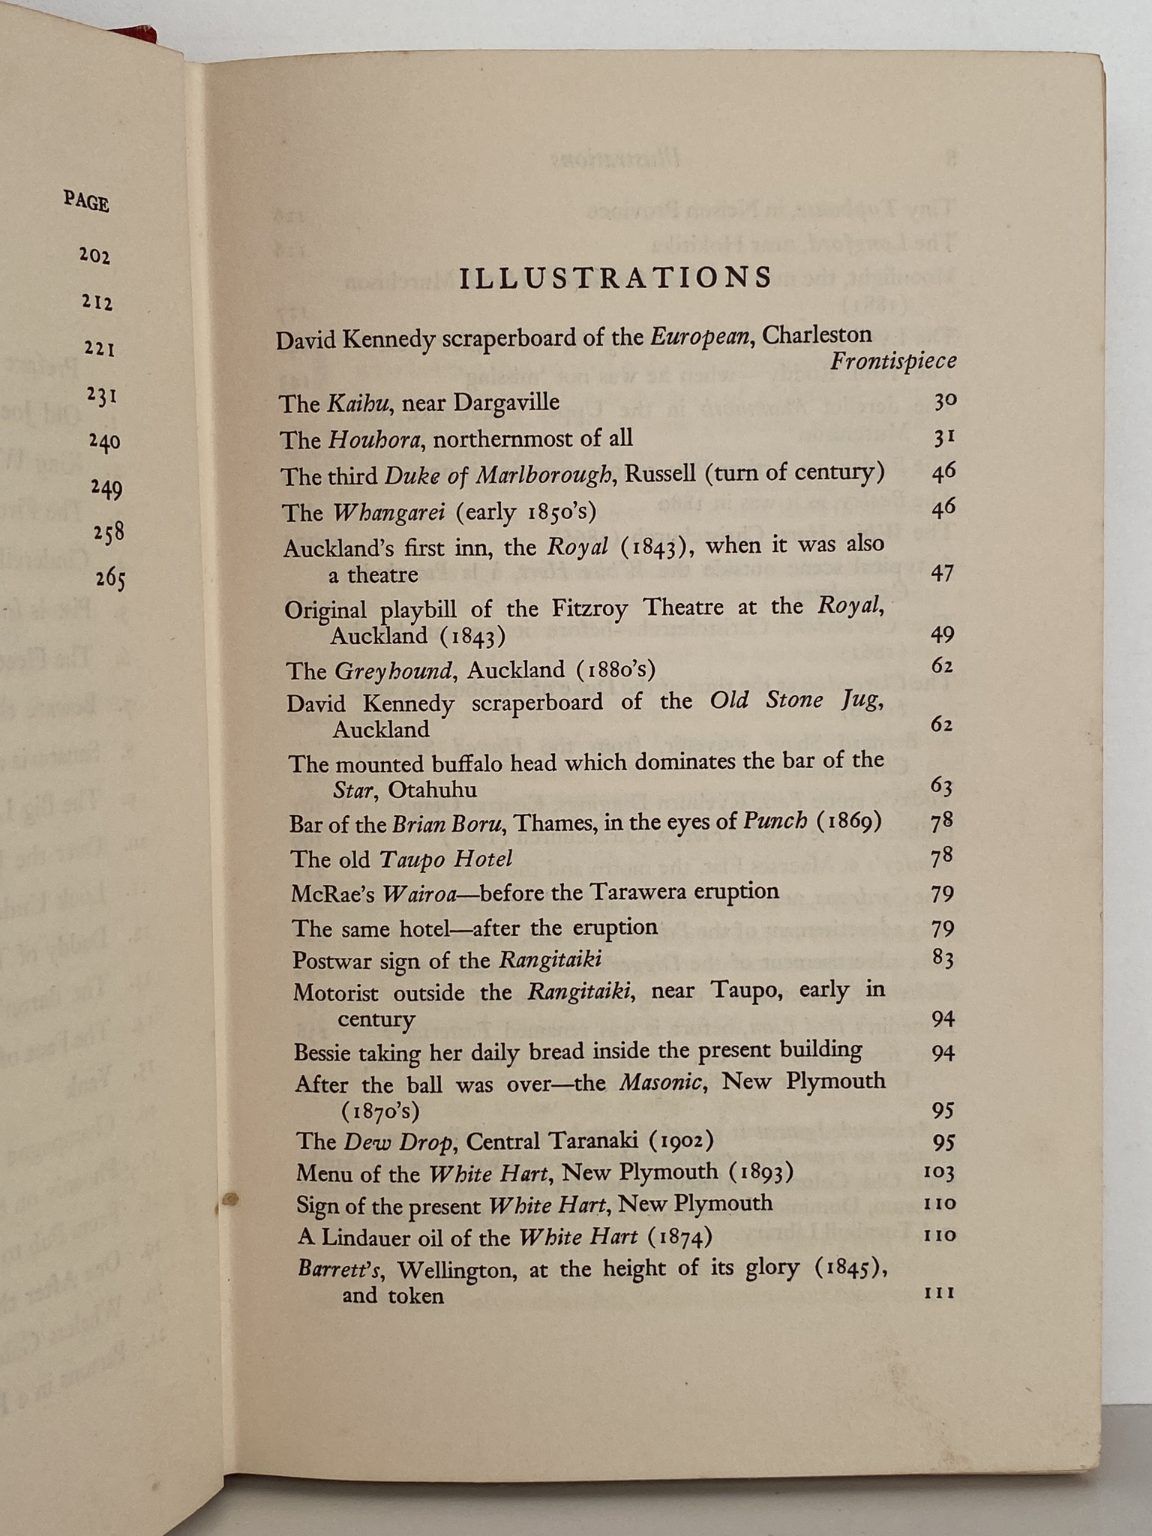 PAGE
202
212
221
231
240
249
258
265
ILLUSTRATIONS
David Kennedy scraperboard of the European, Charleston
Frontispiece
The Kaihu, near Dargaville 30
The Houhora, northernmost of all 31
The third Duke of Marlborough, Russell (turn of century) 46
The Whangarei (early 1850's) 46
Auckland's first inn, the Royal (1843), when it was also
a theatre 47
Original playbill of the Fitzroy Theatre at the Royal,
Auckland (1843) 49
The Greyhound, Auckland (1880's) 62
David Kennedy scraperboard of the Old Stone Jug,
Auckland 62
The mounted buffalo head which dominates the bar of the
Star, Otahuhu 63
Bar of the Brian Boru, Thames, in the eyes of Punch (1869) 78
The old Taupo Hotel 78
McRae's Wairoa—before the Tarawera eruption 79
The same hotel—after the eruption 79
Postwar sign of the Rangitaiki 83
Motorist outside the Rangitaiki, near Taupo, early in
century 94
Bessie taking her daily bread inside the present building 94
After the ball was over—the Masonic, New Plymouth
(1870's) 95
The Dew Drop, Central Taranaki (1902) 95
Menu of the White Hart, New Plymouth (1893) 103
Sign of the present White Hart, New Plymouth 110
A Lindauer oil of the White Hart (1874) 110
Barrett's, Wellington, at the height of its glory (1845),
and token 111